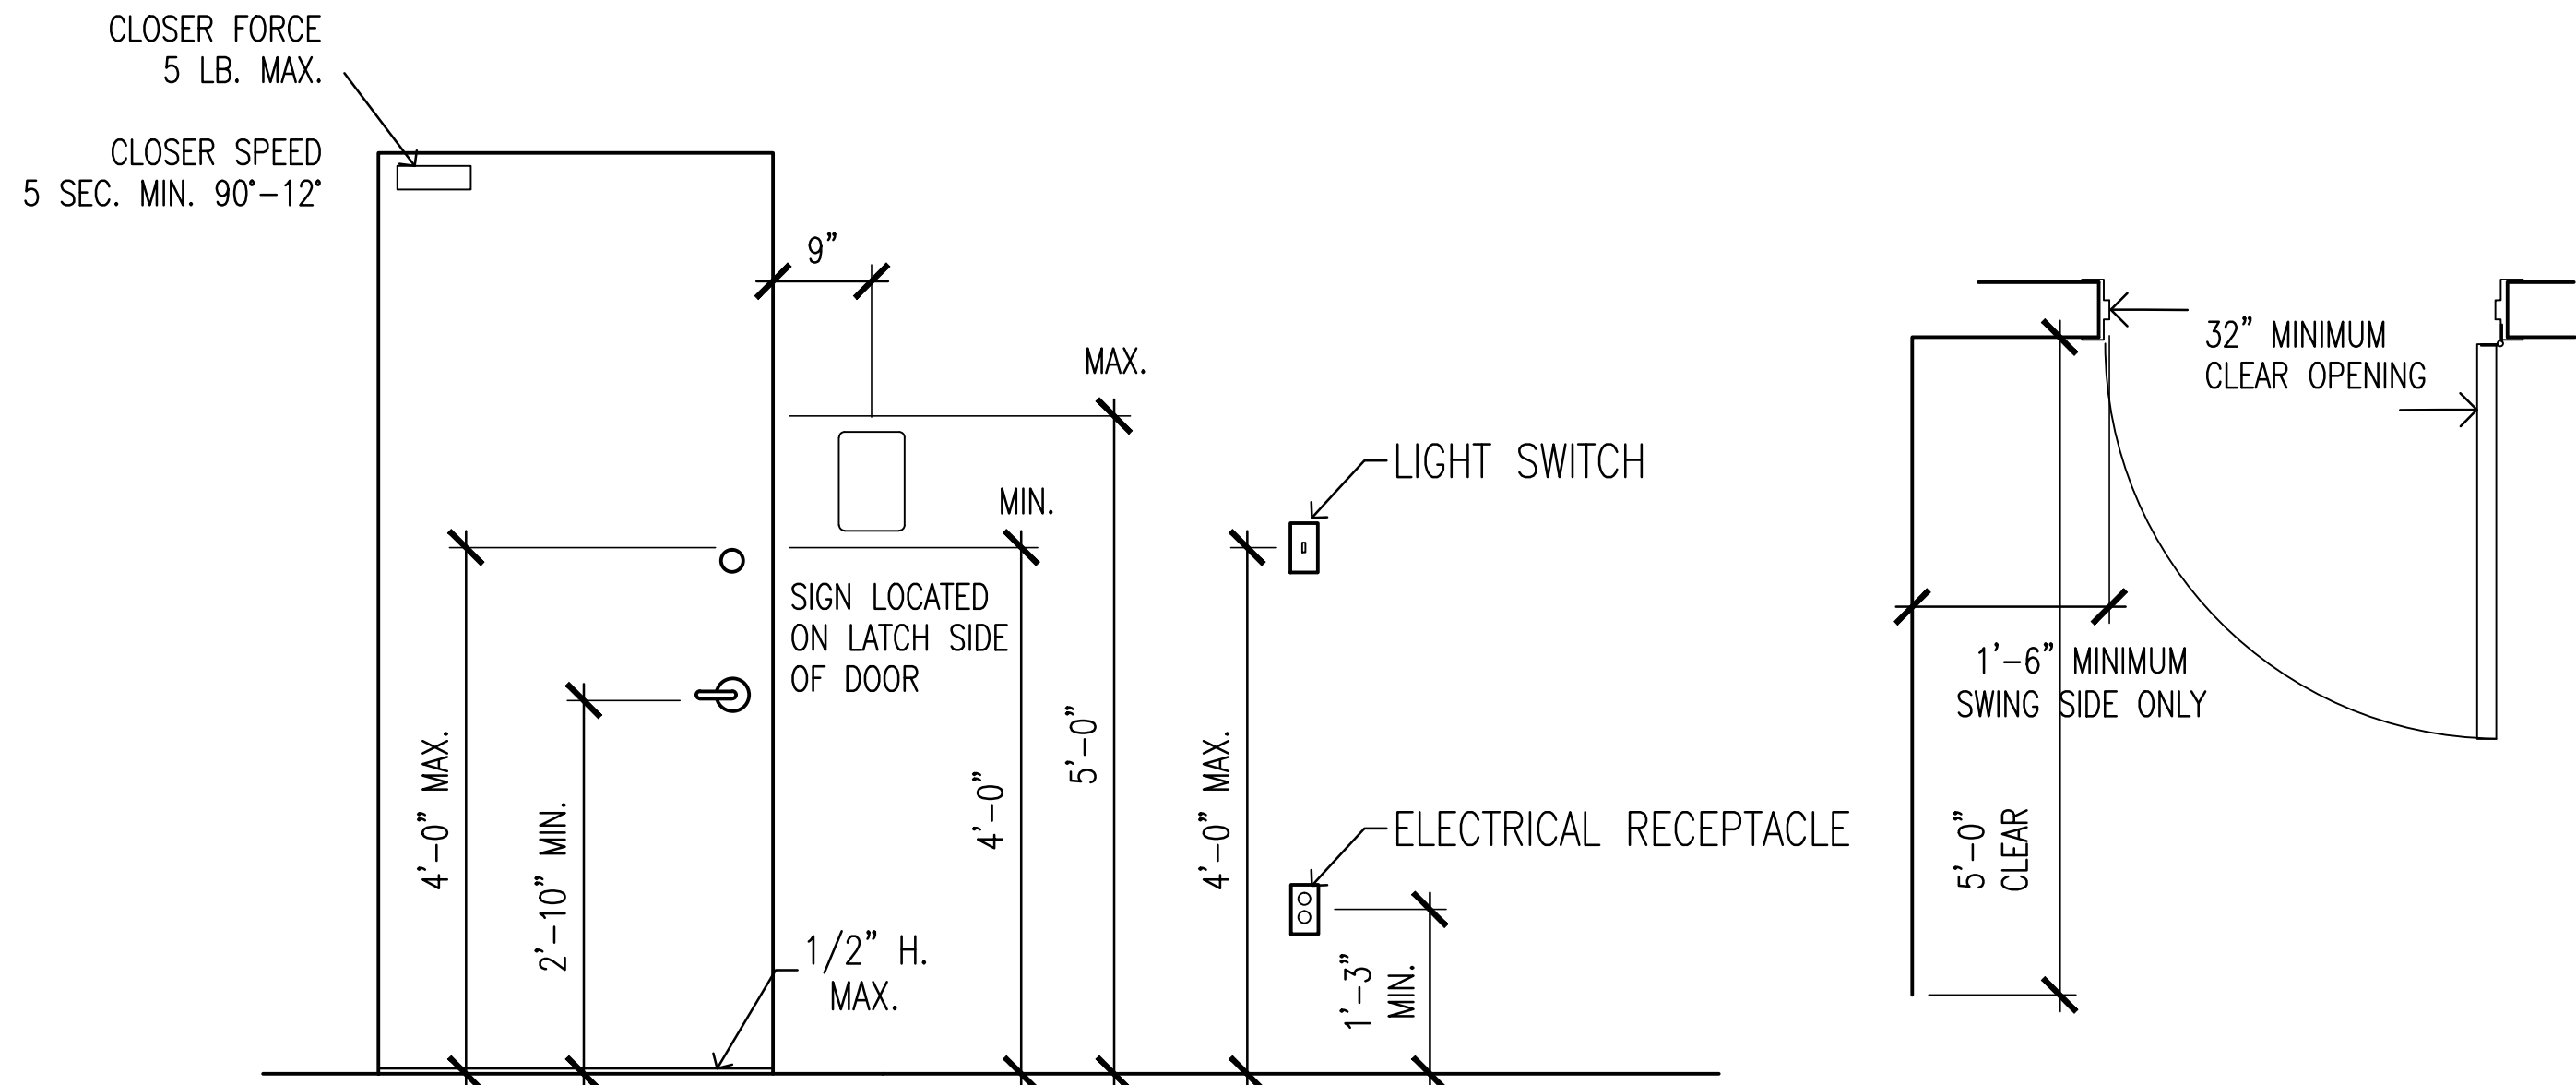 CLOSER FORCE
5 LB. MAX.
CLOSER SPEED
5 SEC. MIN. 90°-12°
9"
MAX.
MIN.
SIGN LOCATED
ON LATCH SIDE
OF DOOR
4'-0" MAX.
2'-10" MIN.
1/2" H.
MAX.
4'-0"
5'-0"
LIGHT SWITCH
4'-0" MAX.
ELECTRICAL RECEPTACLE
1'-3"
MIN.
32" MINIMUM
CLEAR OPENING
1'-6" MINIMUM
SWING SIDE ONLY
5'-0"
CLEAR